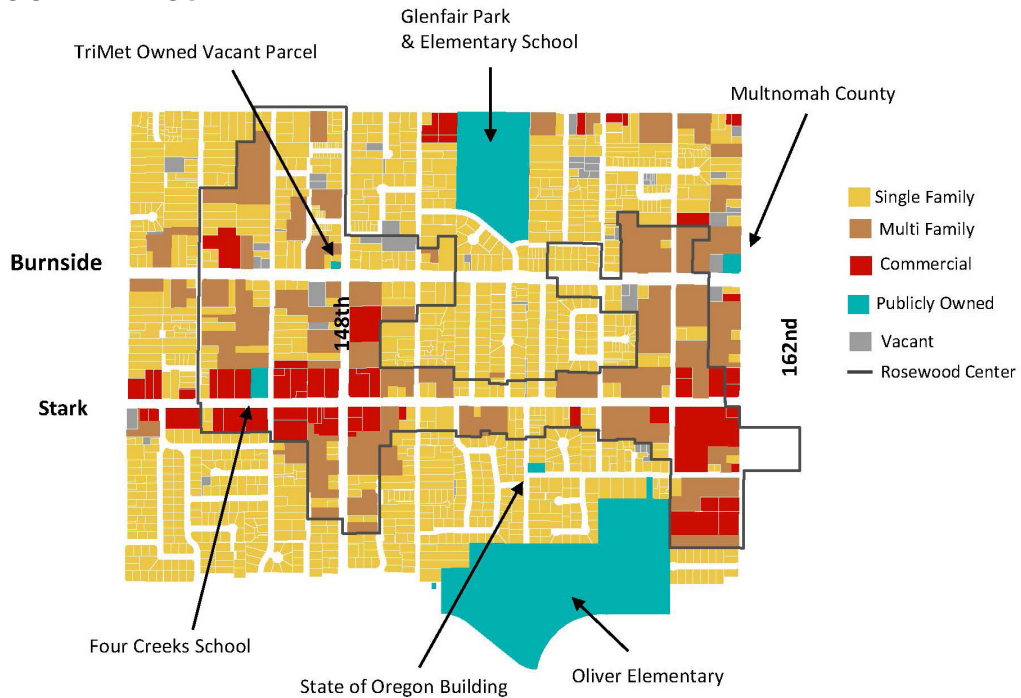 Glenfair Park
& Elementary School
TriMet Owned Vacant Parcel
Multnomah County
Single Family
Multi Family
Commercial
Publicly Owned
Vacant
Rosewood Center
Burnside
148th
162nd
Stark
Four Creeks School
State of Oregon Building
Oliver Elementary